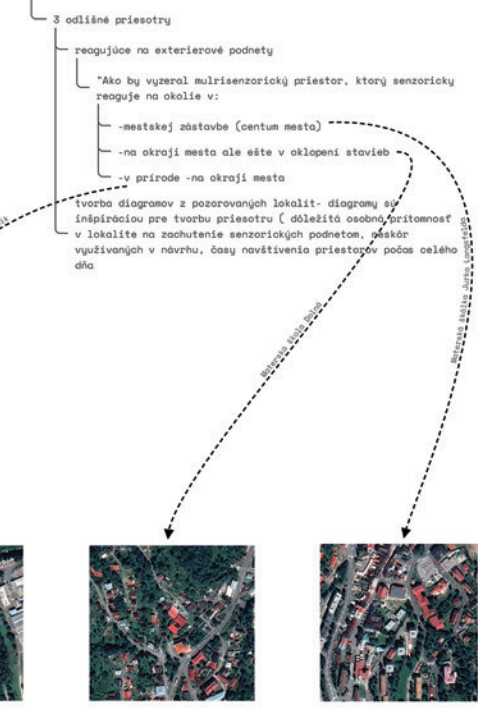 3 odlišné priesotry
reagujúce na exterierové podnety
"Ako by vyzeral mulrisenzorický priestor, ktorý senzoricky
reaguje na okolie v:
-mestskej zástavbe (centum mesta)
-na okraji mesta ale ešte v oklopení stavieb
-v prírode -na okraji mesta
tvorba diagramov z pozorovaných lokalít- diagramy sú
inšpiráciou pre tvorbu priesotru ( dôležitá osobná prítomnosť
v lokalite na zachutenie senzorických podnetom, neskôr
využívaných v návrhu, časy navštívenia priestorov počas celého
dňa
Materská škola Dolná
Materská škôlka Jurka Langsfelda